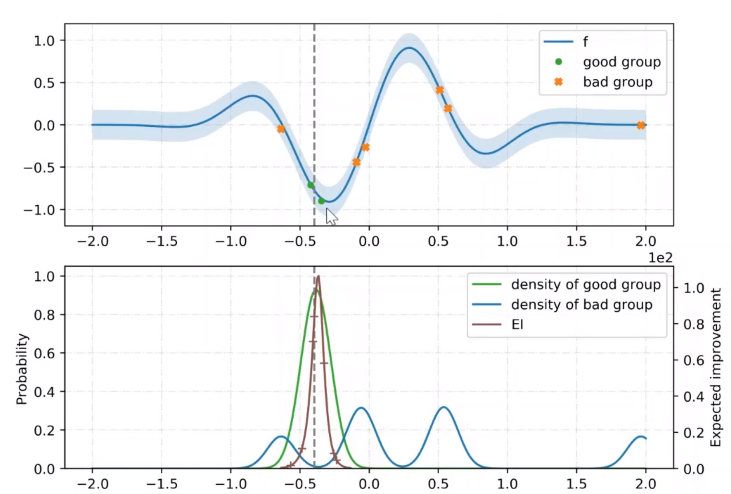 1.0
0.5
0.0
−0.5
−1.0
f
good group
bad group
−2.0 −1.5 −1.0 −0.5 0.0 0.5 1.0 1.5 2.0
1e2
1.0
0.8
0.6
0.4
0.2
0.0
Probability
density of good group
density of bad group
EI
1.0
0.8
0.6
0.4
0.2
0.0
Expected improvement
−2.0 −1.5 −1.0 −0.5 0.0 0.5 1.0 1.5 2.0